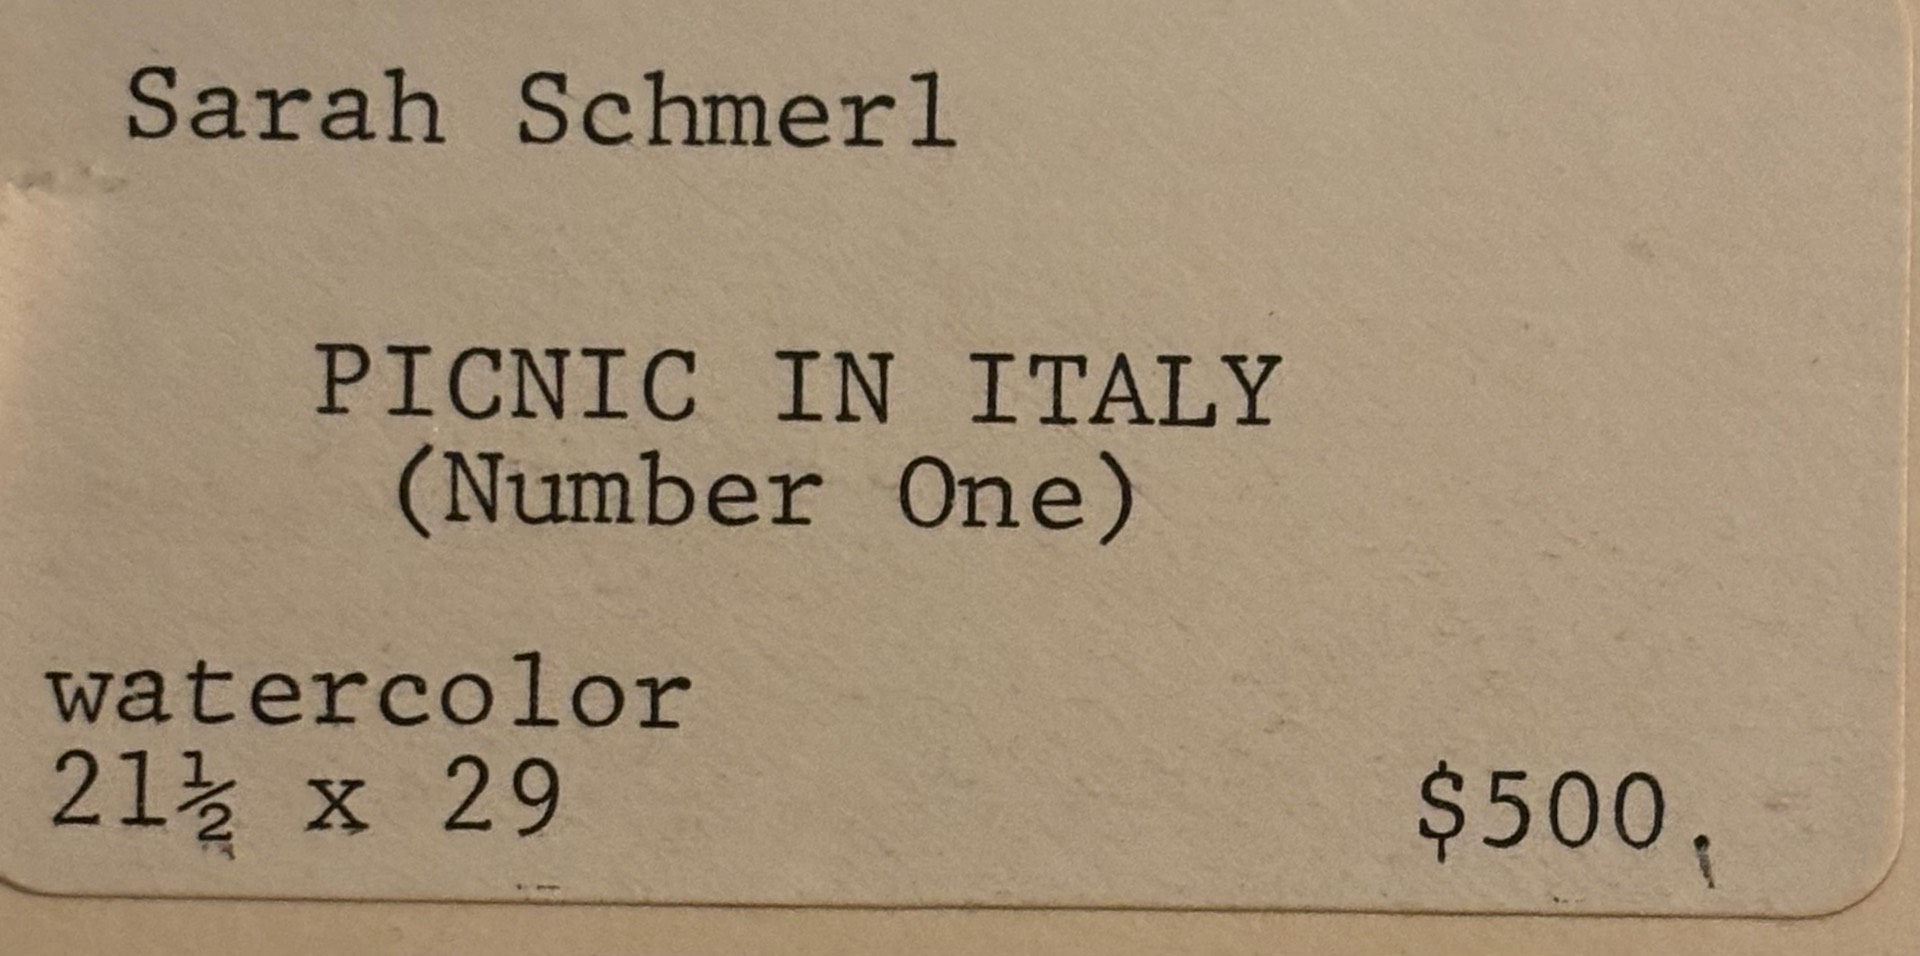 Sarah Schmerl
PICNIC IN ITALY
(Number One)
watercolor
21½ x 29
$500.